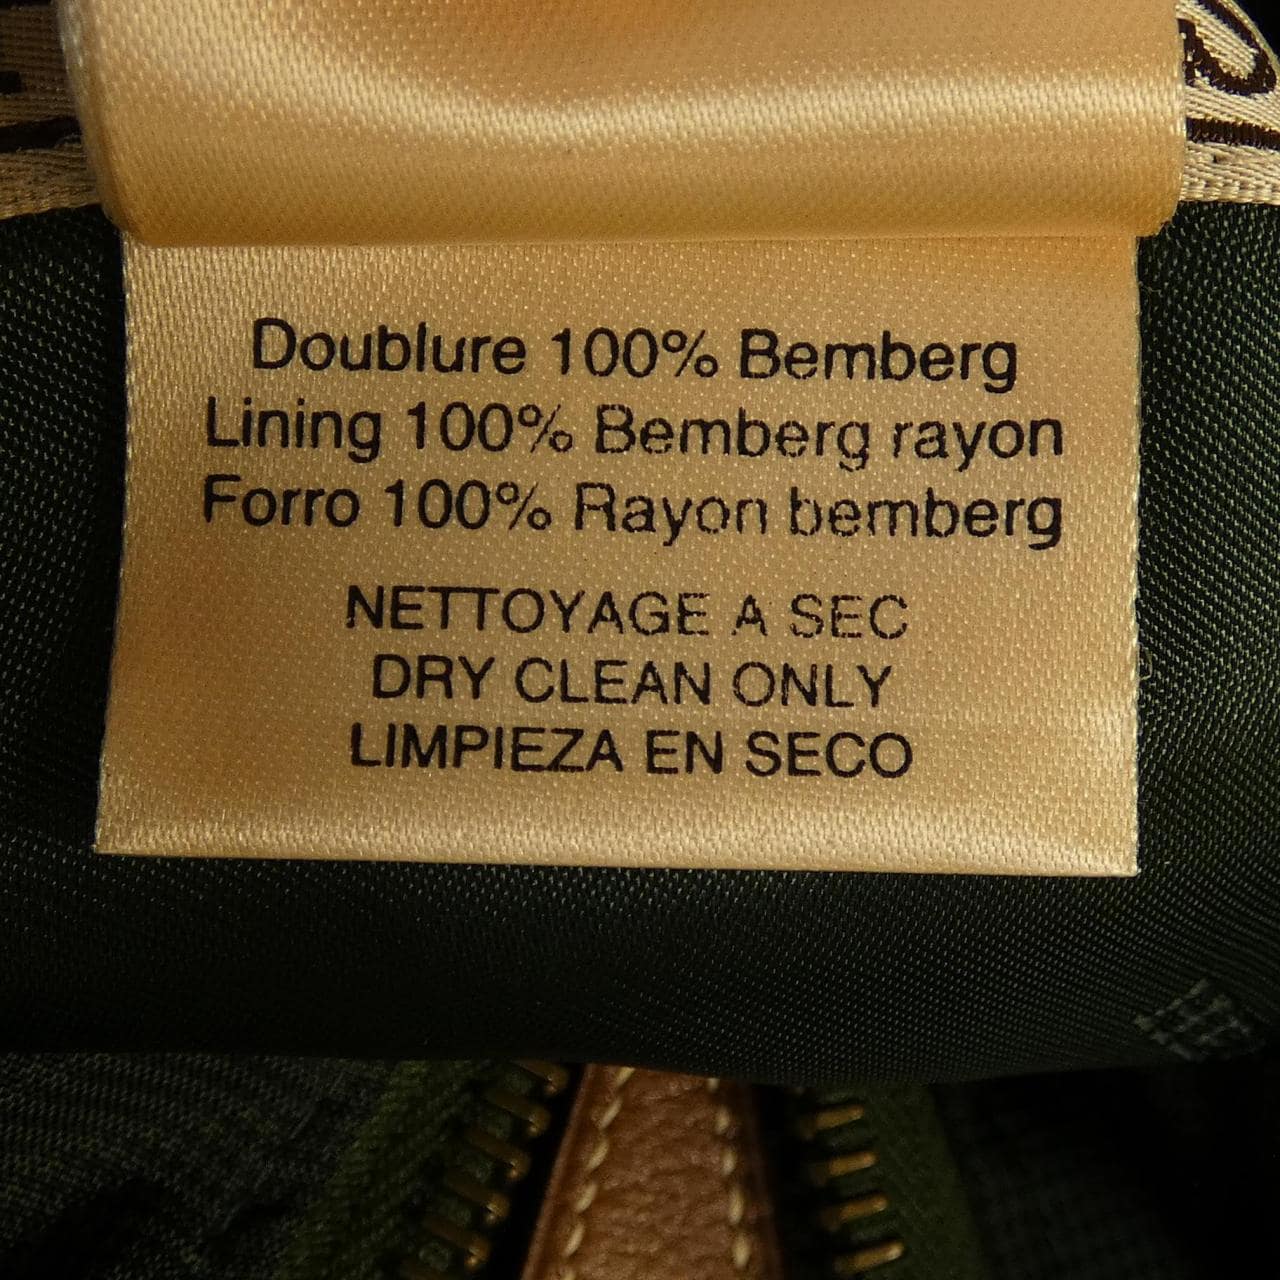 Doublure 100% Bemberg
Lining 100% Bemberg rayon
Forro 100% Rayon bemberg
NETTOYAGE A SEC
DRY CLEAN ONLY
LIMPIEZA EN SECO